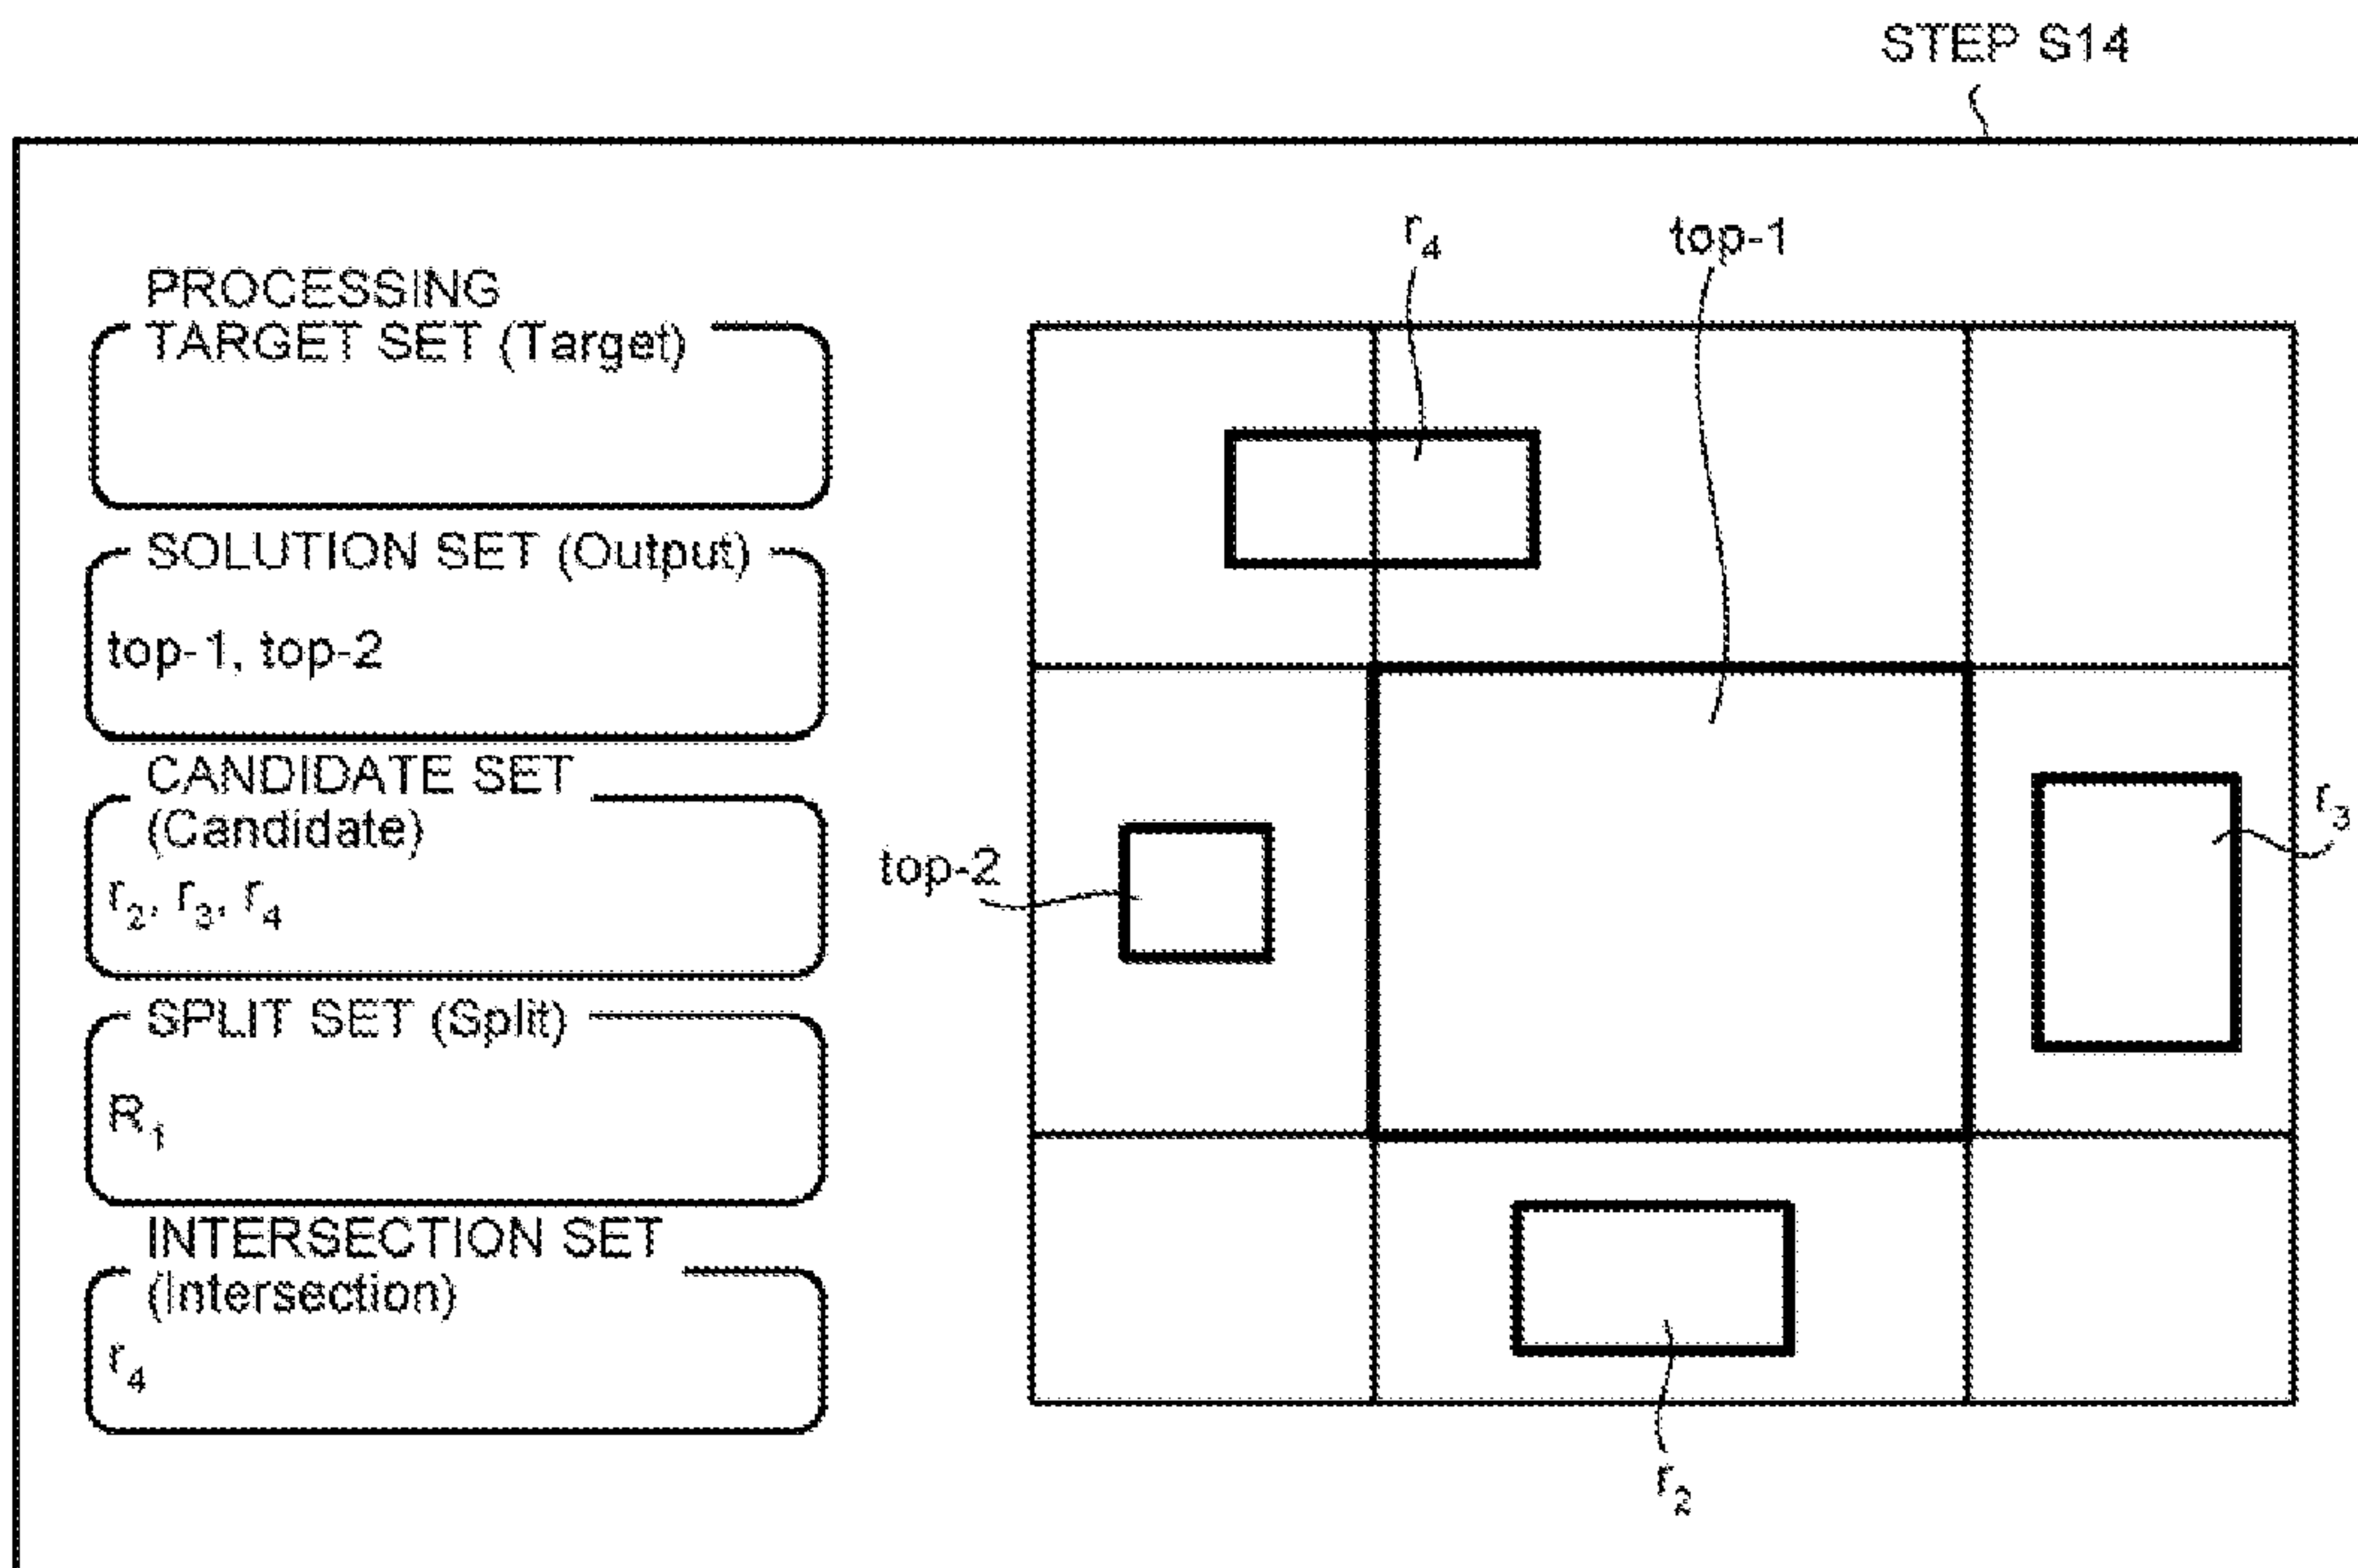 STEP S14
PROCESSING
TARGET SET (Target)
SOLUTION SET (Output)
top-1, top-2
CANDIDATE SET
(Candidate)
r2, r3, r4
SPLIT SET (Split)
R1
INTERSECTION SET
(Intersection)
r4
r4
top-1
top-2
r3
r2